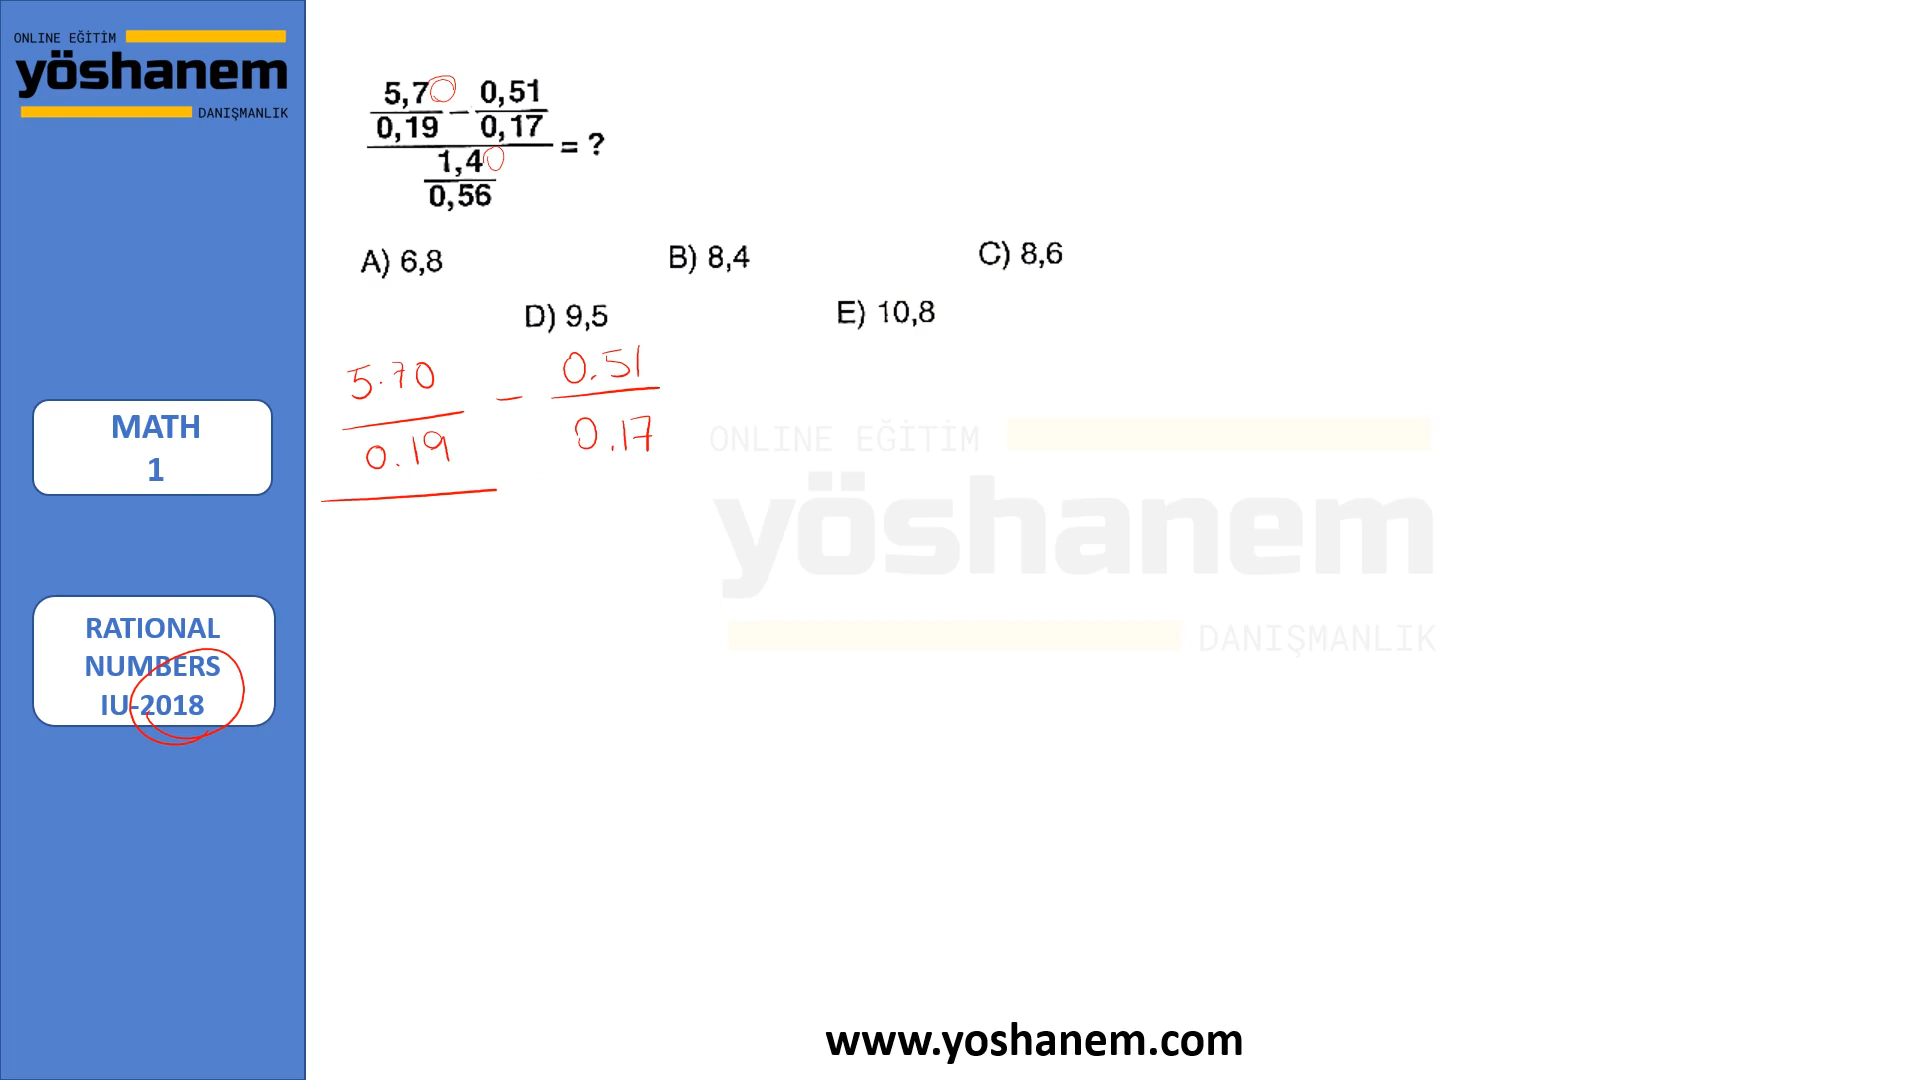 ONLINE EĞİTİM
yöshanem
DANIŞMANLIK
5,70 0,51
— − —
0,19 0,17
= ?
1,40
0,56
A) 6,8 B) 8,4 C) 8,6
D) 9,5 E) 10,8
5.70 − 0.51
0.19 0.17
MATH
1
ONLINE EĞİTİM
yöshanem
DANIŞMANLIK
RATIONAL
NUMBERS
IU-2018
www.yoshanem.com